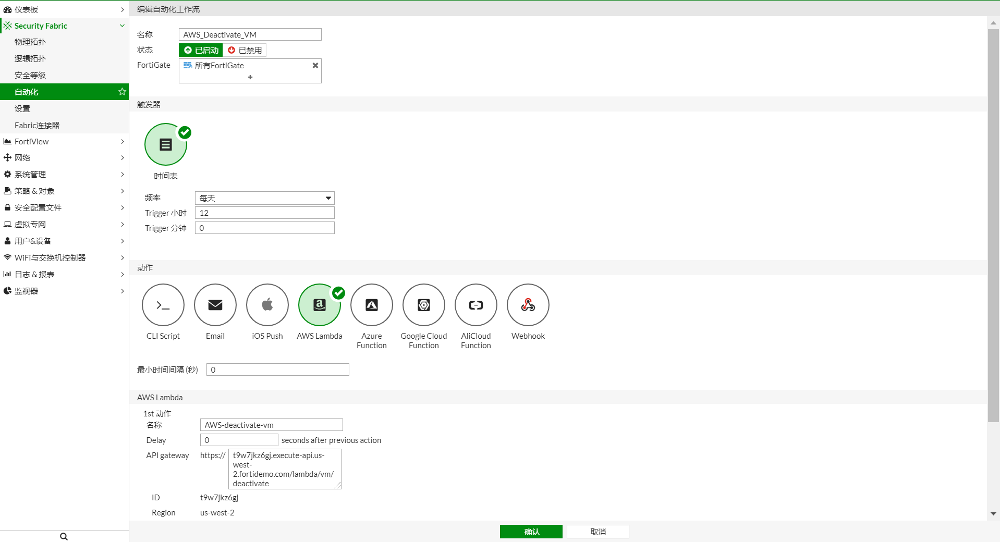 仪表板
Security Fabric
物理拓扑
逻辑拓扑
安全等级
自动化
设置
Fabric连接器
FortiView
网络
系统管理
策略 & 对象
安全配置文件
虚拟专网
用户&设备
WiFi与交换机控制器
日志 & 报表
监视器
编辑自动化工作流
名称 AWS_Deactivate_VM
状态 已启动 已禁用
FortiGate 所有FortiGate
+
触发器
时间表
频率 每天
Trigger 小时 12
Trigger 分钟 0
动作
CLI Script
Email
iOS Push
AWS Lambda
Azure
Function
Google Cloud
Function
AliCloud
Function
Webhook
最小时间间隔 (秒) 0
AWS Lambda
1st 动作
名称 AWS-deactivate-vm
Delay 0 seconds after previous action
API gateway https:// t9w7jkz6gj.execute-api.us-
west-
2.fortidemo.com/lambda/vm/
deactivate
ID t9w7jkz6gj
Region us-west-2
确认 取消